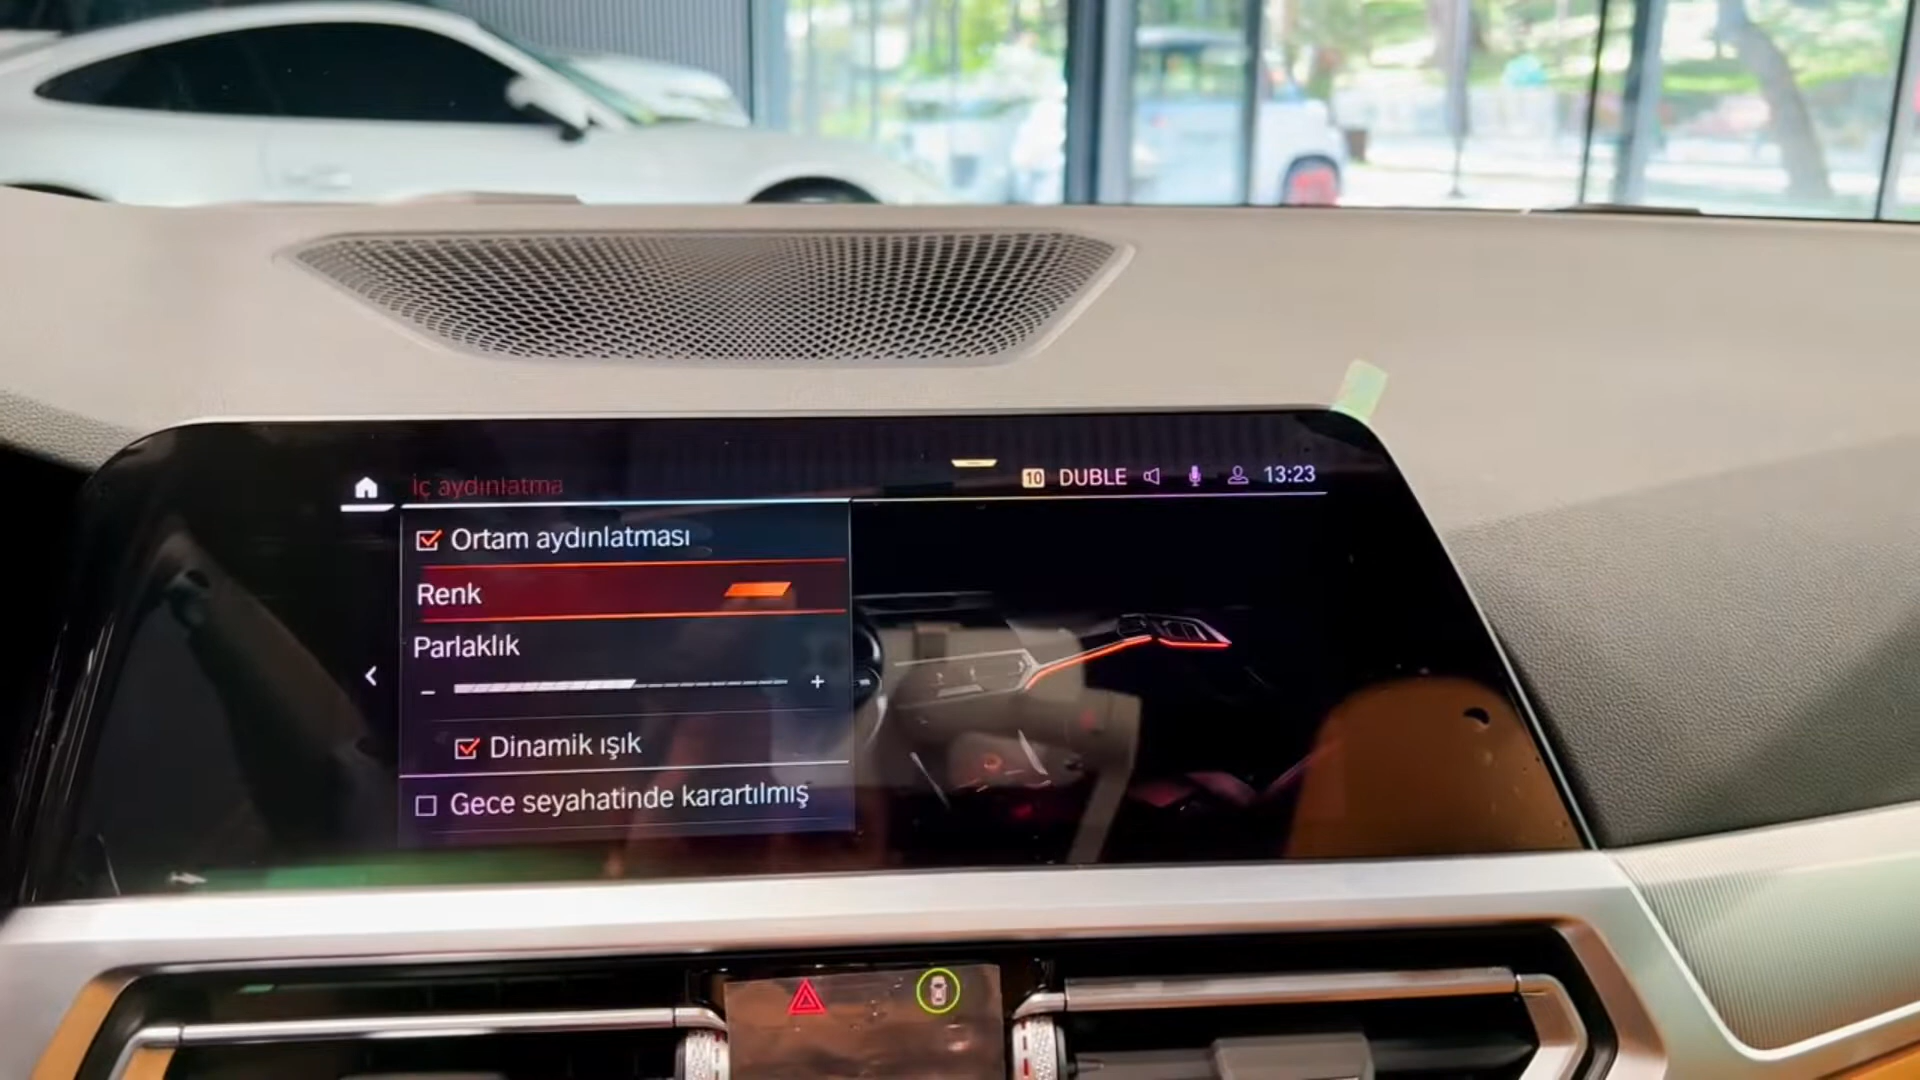 İç aydınlatma
10 DUBLE 13:23
Ortam aydınlatması
Renk
Parlaklık
- +
Dinamik ışık
Gece seyahatinde karartılmış